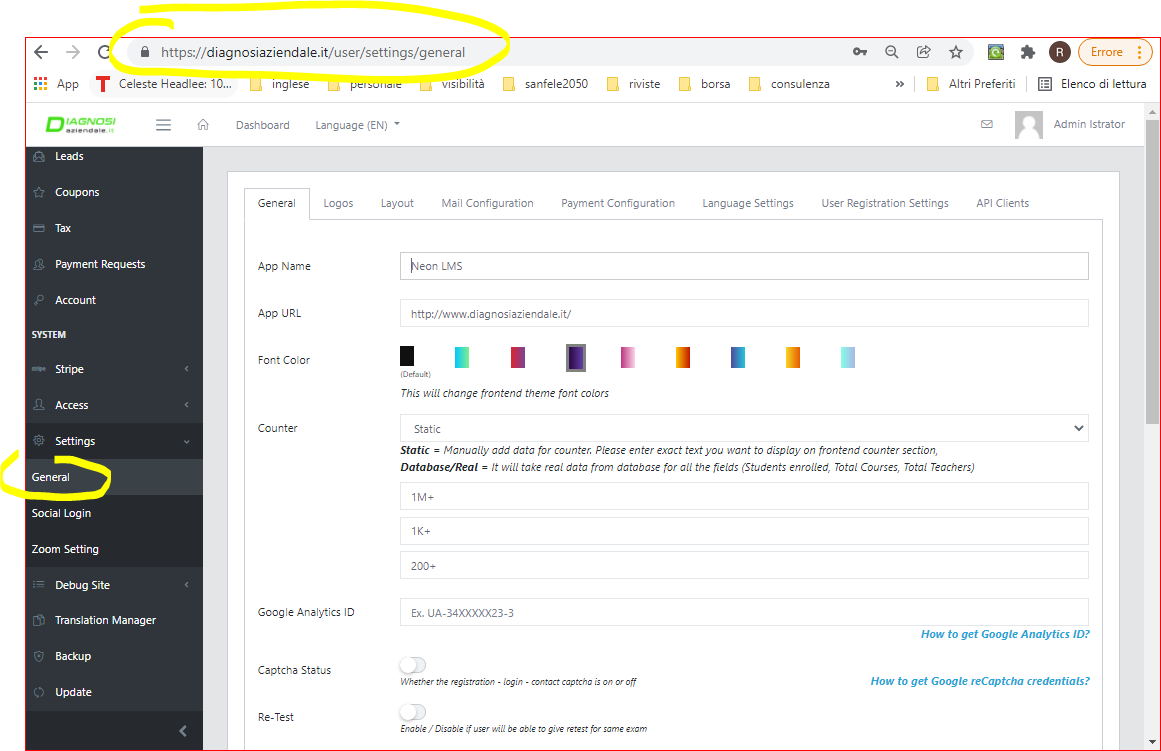 https://diagnosiaziendale.it/user/settings/general
R
Errore
App
Celeste Headlee: 10...
inglese
personale
visibilità
sanfele2050
riviste
borsa
consulenza
»
Altri Preferiti
Elenco di lettura
DIAGNOSI
aziendale.it
Dashboard
Language (EN)
Admin Istrator
Leads
Coupons
Tax
Payment Requests
Account
SYSTEM
Stripe
Access
Settings
General
Social Login
Zoom Setting
Debug Site
Translation Manager
Backup
Update
General
Logos
Layout
Mail Configuration
Payment Configuration
Language Settings
User Registration Settings
API Clients
App Name
Neon LMS
App URL
http://www.diagnosiaziendale.it/
Font Color
(Default)
This will change frontend theme font colors
Counter
Static
Static = Manually add data for counter. Please enter exact text you want to display on frontend counter section,
Database/Real = It will take real data from database for all the fields (Students enrolled, Total Courses, Total Teachers)
1M+
1K+
200+
Google Analytics ID
Ex. UA-34XXXXX23-3
How to get Google Analytics ID?
Captcha Status
Whether the registration - login - contact captcha is on or off
How to get Google reCaptcha credentials?
Re-Test
Enable / Disable if user will be able to give retest for same exam